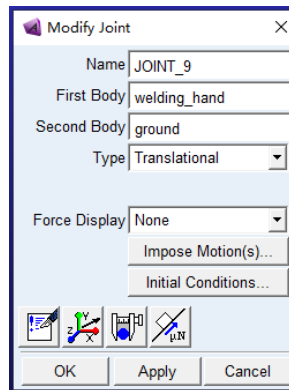 Modify Joint
Name JOINT_9
First Body welding_hand
Second Body ground
Type Translational
Force Display None
Impose Motion(s)...
Initial Conditions...
Y
X
μN
OK Apply Cancel